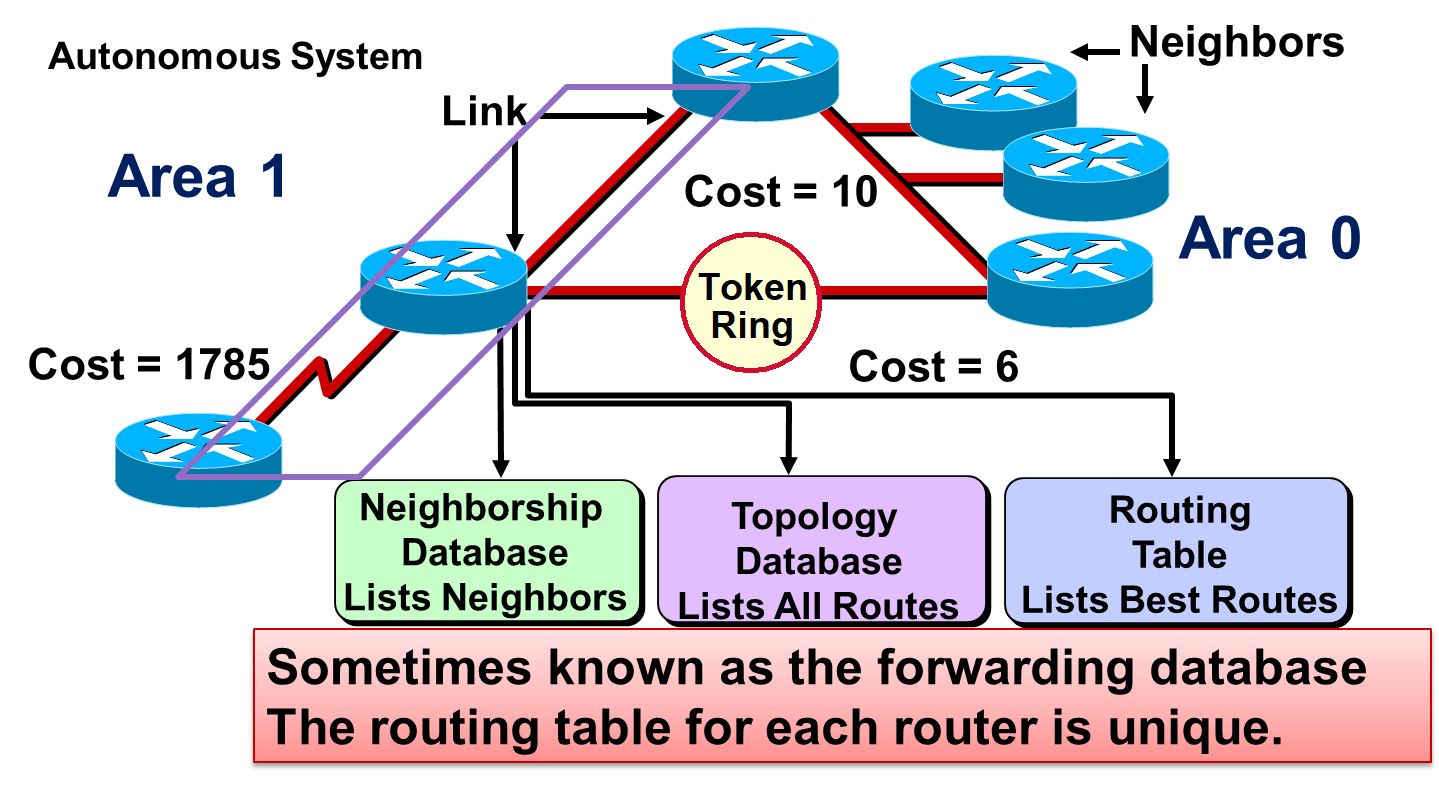 Autonomous System
Neighbors
Link
Area 1
Cost = 10
Area 0
Token
Ring
Cost = 1785
Cost = 6
Neighborship
Database
Lists Neighbors
Topology
Database
Lists All Routes
Routing
Table
Lists Best Routes
Sometimes known as the forwarding database
The routing table for each router is unique.